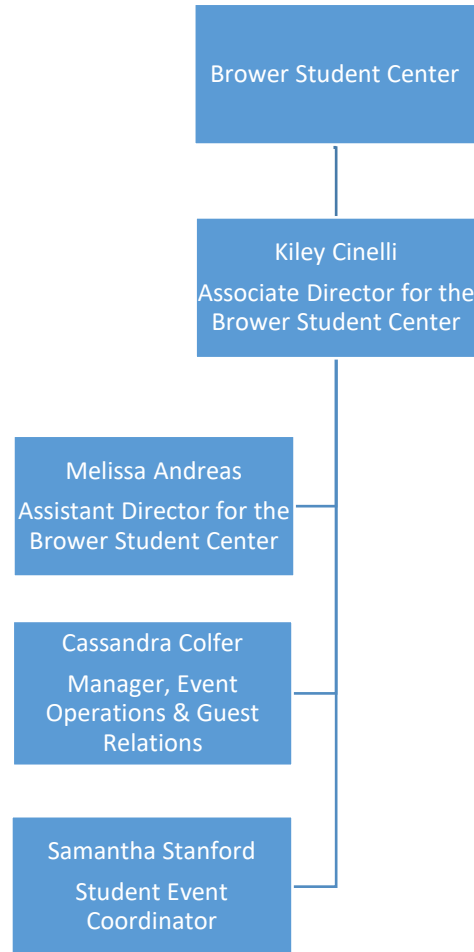 Brower Student Center
Kiley Cinelli
Associate Director for the
Brower Student Center
Melissa Andreas
Assistant Director for the
Brower Student Center
Cassandra Colfer
Manager, Event
Operations & Guest
Relations
Samantha Stanford
Student Event
Coordinator